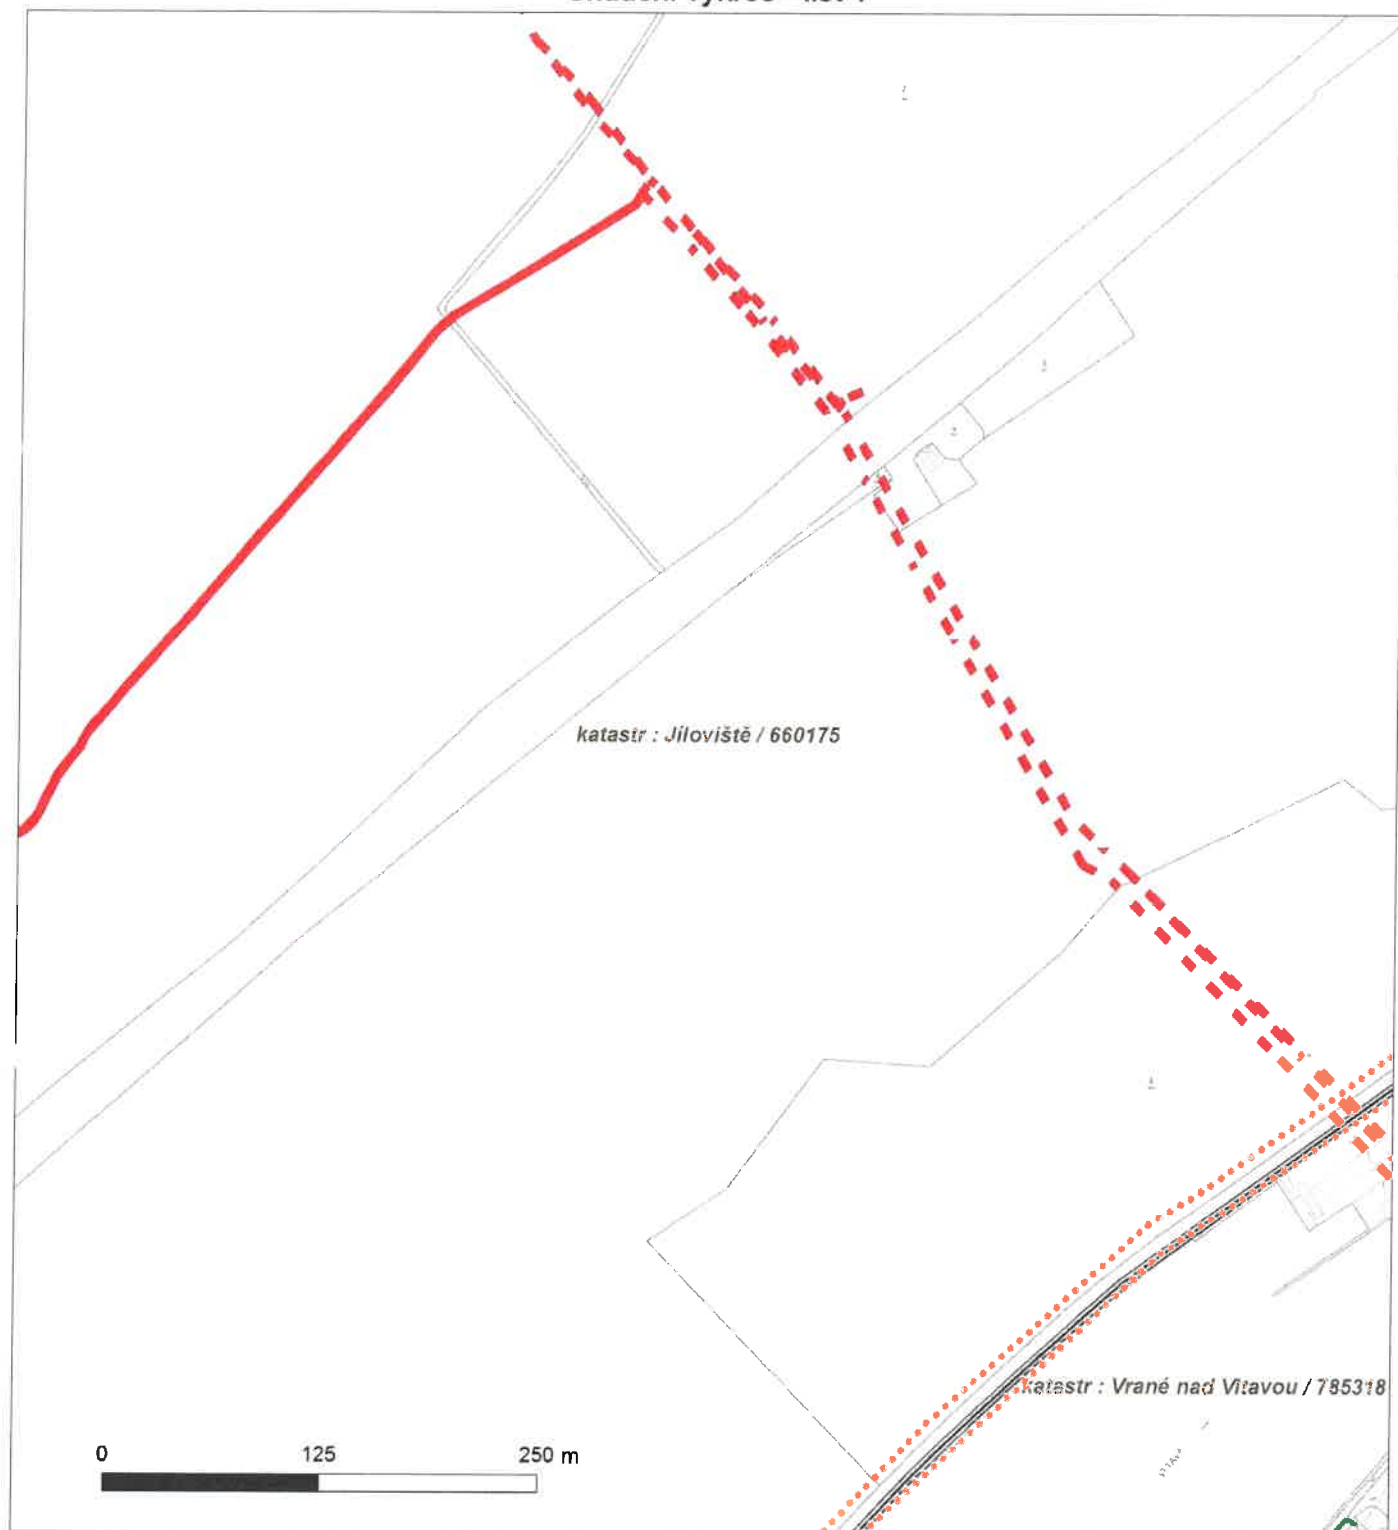 katastr : Jíloviště / 660175
katastr : Vrané nad Vltavou / 785318
0 125 250 m